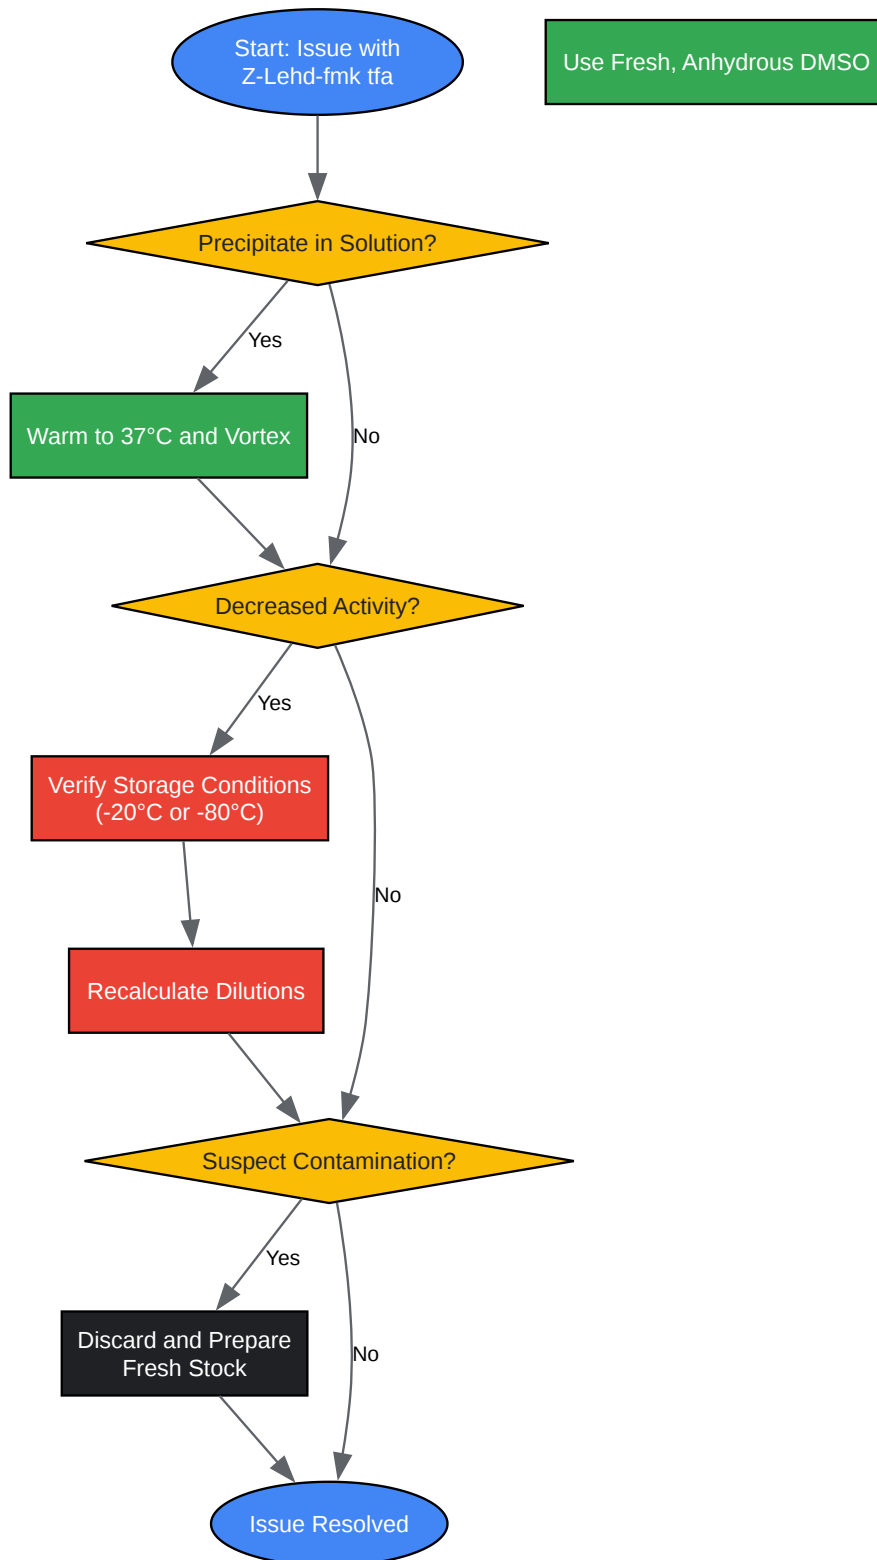 Start: Issue with
Z-Lehd-fmk tfa
Use Fresh, Anhydrous DMSO
Precipitate in Solution?
Yes
Warm to 37°C and Vortex
No
Decreased Activity?
Yes
Verify Storage Conditions
(-20°C or -80°C)
No
Recalculate Dilutions
Suspect Contamination?
Yes
Discard and Prepare
Fresh Stock
No
Issue Resolved